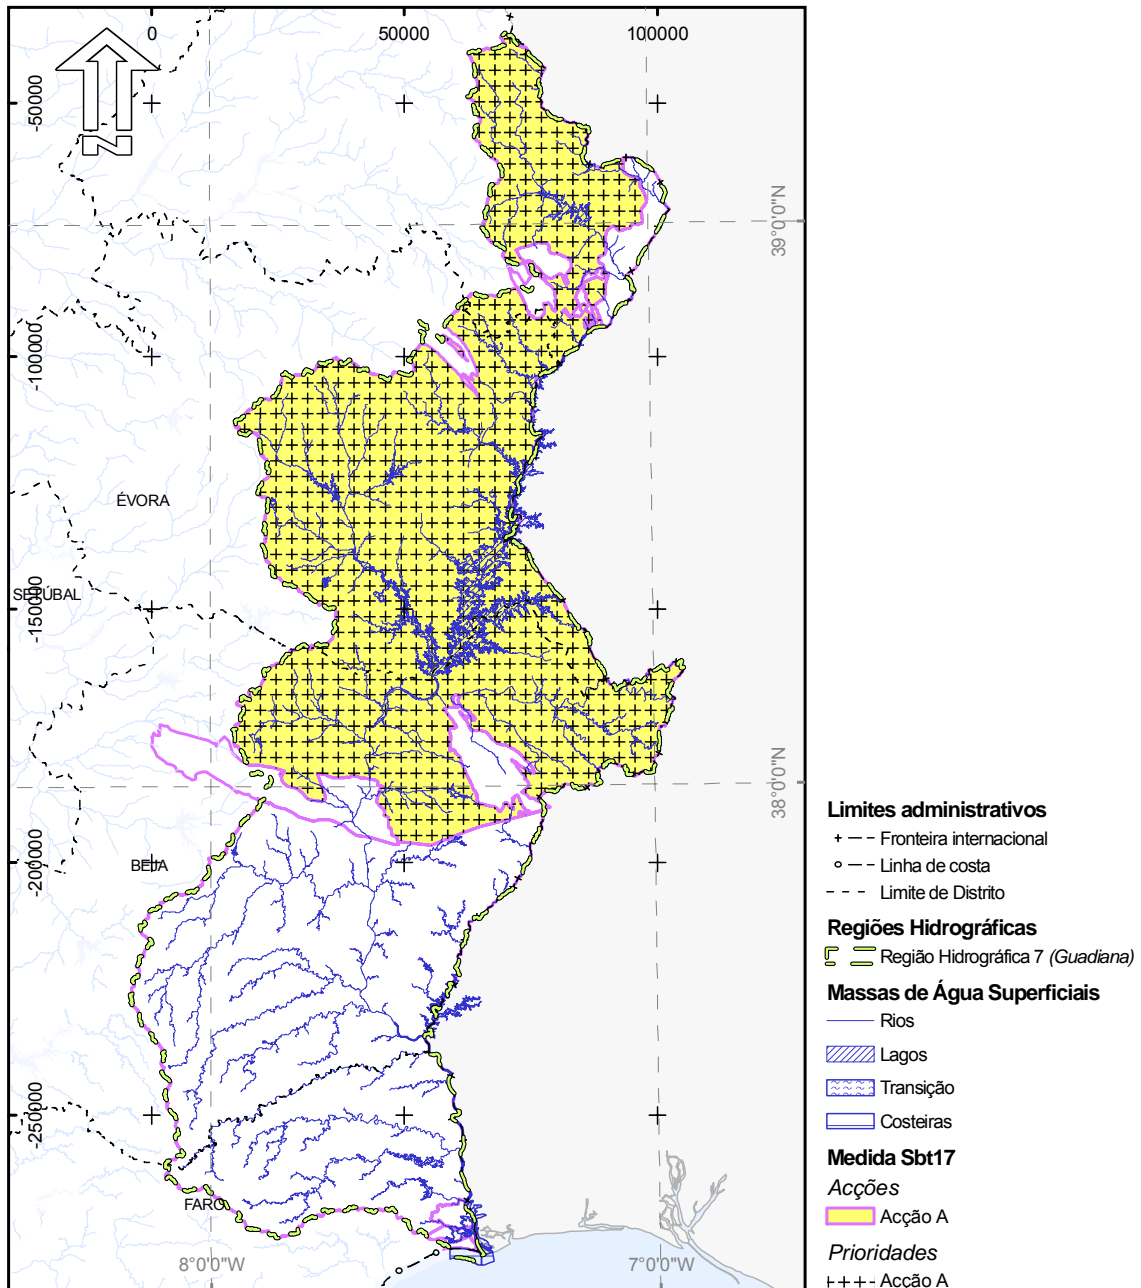 0
50000
100000
-50000
-100000
-150000
-200000
-250000
39°0'0"N
38°0'0"N
8°0'0"W
7°0'0"W
N
ÉVORA
SETÚBAL
BEJA
FARO
Limites administrativos
Fronteira internacional
Linha de costa
Limite de Distrito
Regiões Hidrográficas
Região Hidrográfica 7 (Guadiana)
Massas de Água Superficiais
Rios
Lagos
Transição
Costeiras
Medida Sbt17
Acções
Acção A
Prioridades
Acção A